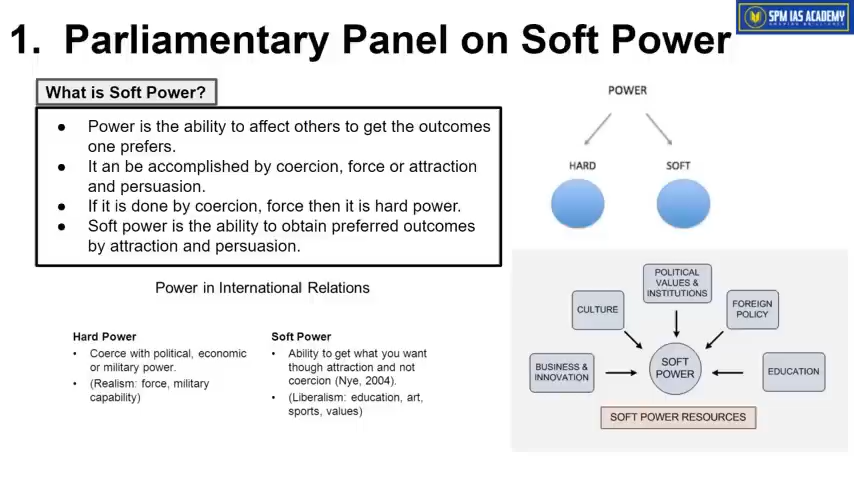 SPM IAS ACADEMY
1. Parliamentary Panel on Soft Power
What is Soft Power?
● Power is the ability to affect others to get the outcomes
one prefers.
● It an be accomplished by coercion, force or attraction
and persuasion.
● If it is done by coercion, force then it is hard power.
● Soft power is the ability to obtain preferred outcomes
by attraction and persuasion.
Power in International Relations
Hard Power
• Coerce with political, economic
or military power.
• (Realism: force, military
capability)
Soft Power
• Ability to get what you want
though attraction and not
coercion (Nye, 2004).
• (Liberalism: education, art,
sports, values)
POWER
HARD
SOFT
POLITICAL
VALUES &
INSTITUTIONS
CULTURE
FOREIGN
POLICY
BUSINESS &
INNOVATION
SOFT
POWER
EDUCATION
SOFT POWER RESOURCES